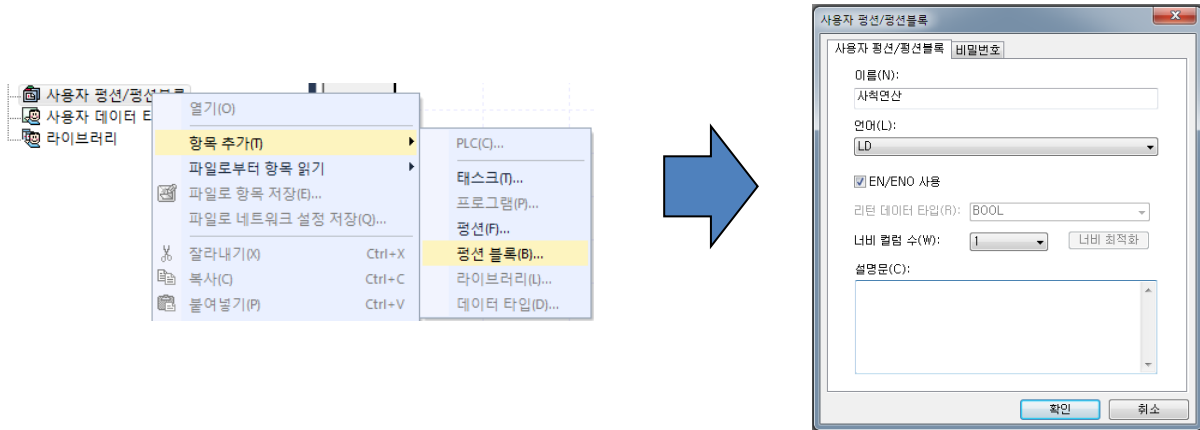 사용자 펑션/펑션블록
사용자 데이터 타
라이브러리
열기(O)
항목 추가(T)
파일로부터 항목 읽기
파일로 항목 저장(E)...
파일로 네트워크 설정 저장(Q)...
잘라내기(X) Ctrl+X
복사(C) Ctrl+C
붙여넣기(P) Ctrl+V
PLC(C)...
태스크(T)...
프로그램(P)...
펑션(F)...
펑션 블록(B)...
라이브러리(L)...
데이터 타입(D)...
사용자 펑션/펑션블록
사용자 펑션/펑션블록 비밀번호
이름(N):
사칙연산
언어(L):
LD
EN/ENO 사용
리턴 데이터 타입(R): BOOL
너비 컬럼 수(W): 1 너비 최적화
설명문(C):
확인 취소